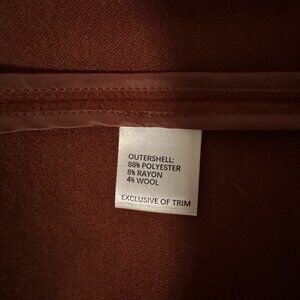 OUTERSHELL:
88% POLYESTER
8% RAYON
4% WOOL
EXCLUSIVE OF TRIM